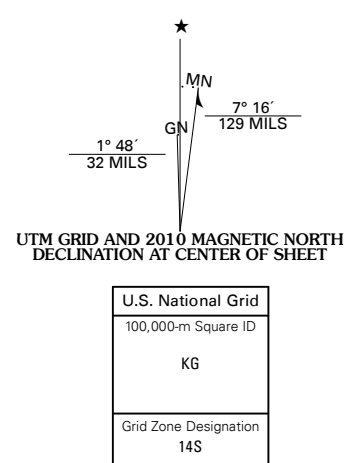 ★
MN
GN
7° 16´
129 MILS
1° 48´
32 MILS
UTM GRID AND 2010 MAGNETIC NORTH
DECLINATION AT CENTER OF SHEET
U.S. National Grid
100,000-m Square ID
KG
Grid Zone Designation
14S